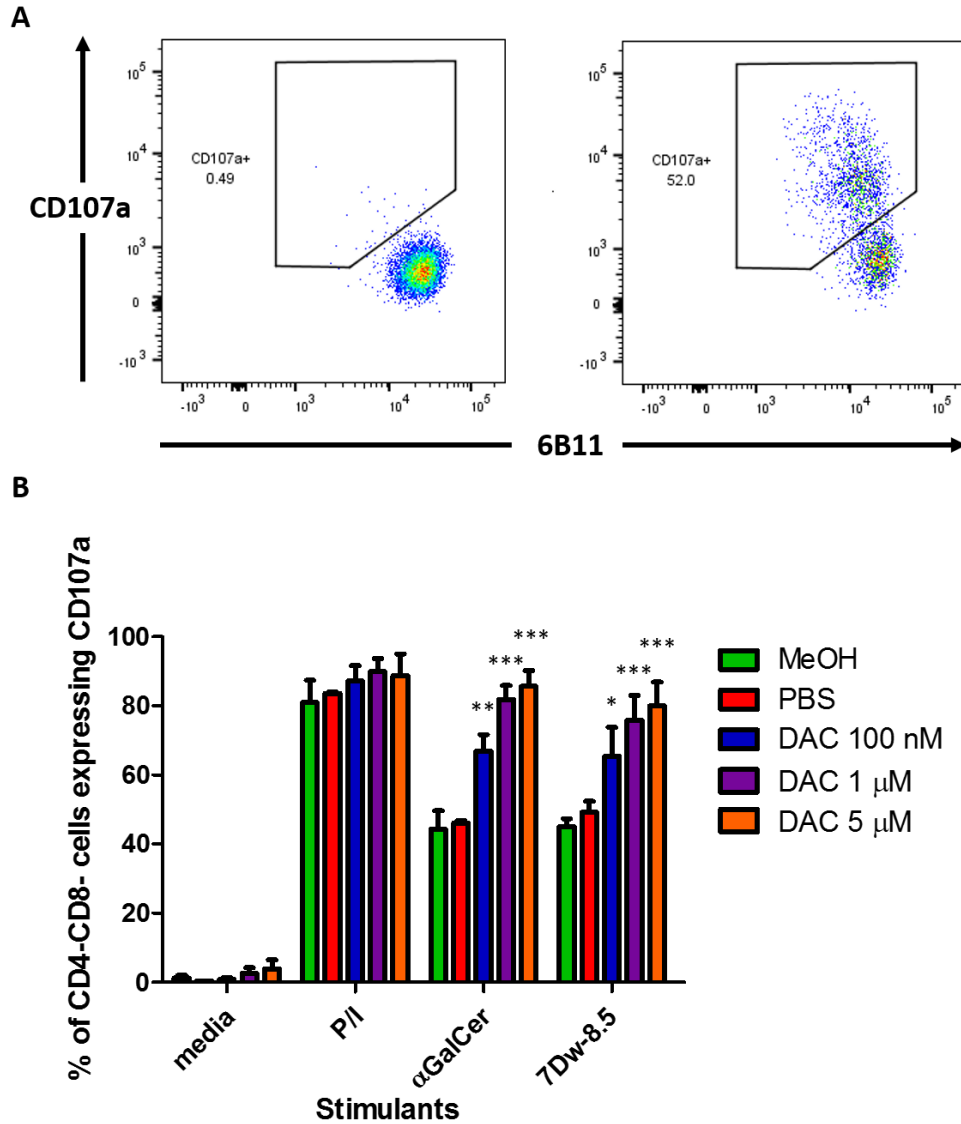 A
CD107a
10^5
10^4
10^3
0
-10^3
CD107a+
0.49
-10^3 0 10^3 10^4 10^5
10^5
10^4
10^3
0
-10^3
CD107a+
52.0
-10^3 0 10^3 10^4 10^5
6B11
B
% of CD4-CD8- cells expressing CD107a
100
80
60
40
20
0
** *** ***
* *** ***
media
P/I
αGalCer
7Dw-8.5
Stimulants
MeOH
PBS
DAC 100 nM
DAC 1 μM
DAC 5 μM